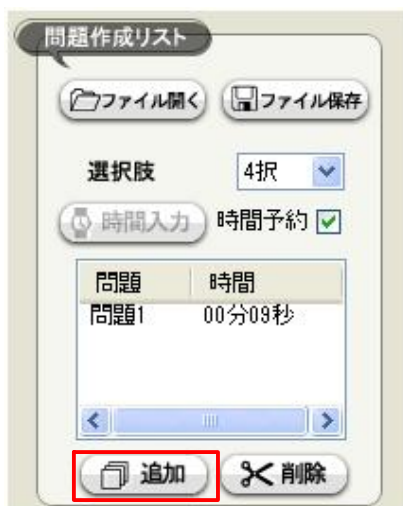 問題作成リスト
ファイル開く ファイル保存
選択肢 4択
時間入力 時間予約
問題 時間
問題1 00分09秒
追加 削除